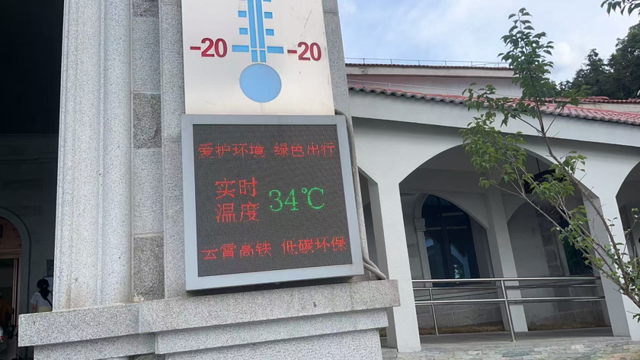 -20 -20
爱护环境 绿色出行
实时
温度 34℃
云霄高铁 低碳环保